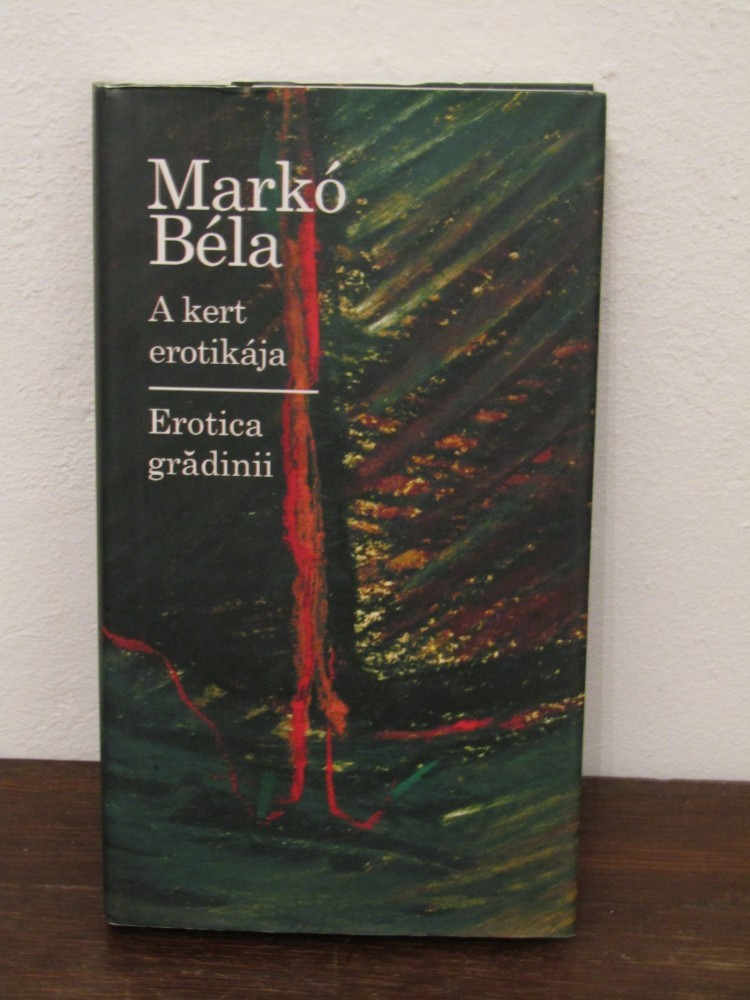 Markó
Béla
A kert
erotikája
Erotica
grădinii